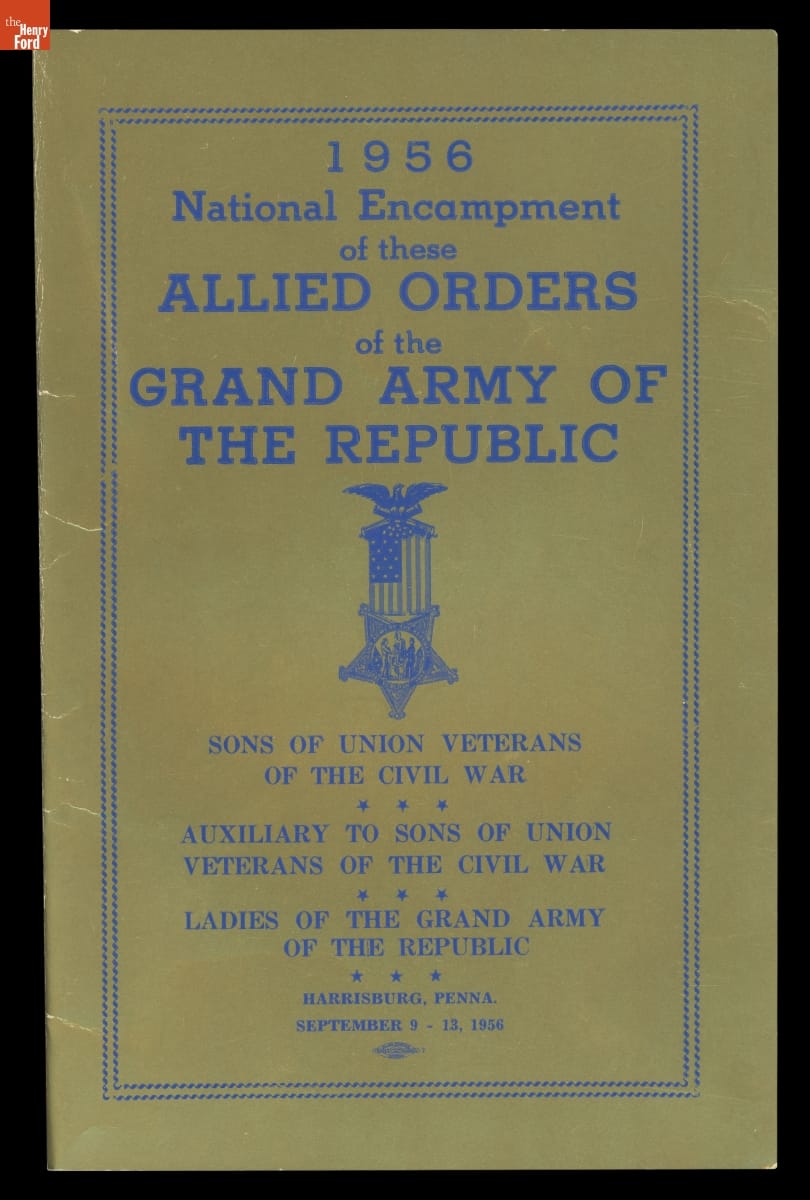 the
Henry
Ford
1956
National Encampment
of these
ALLIED ORDERS
of the
GRAND ARMY OF
THE REPUBLIC
SONS OF UNION VETERANS
OF THE CIVIL WAR
★ ★ ★
AUXILIARY TO SONS OF UNION
VETERANS OF THE CIVIL WAR
★ ★ ★
LADIES OF THE GRAND ARMY
OF THE REPUBLIC
★ ★ ★
HARRISBURG, PENNA.
SEPTEMBER 9 - 13, 1956